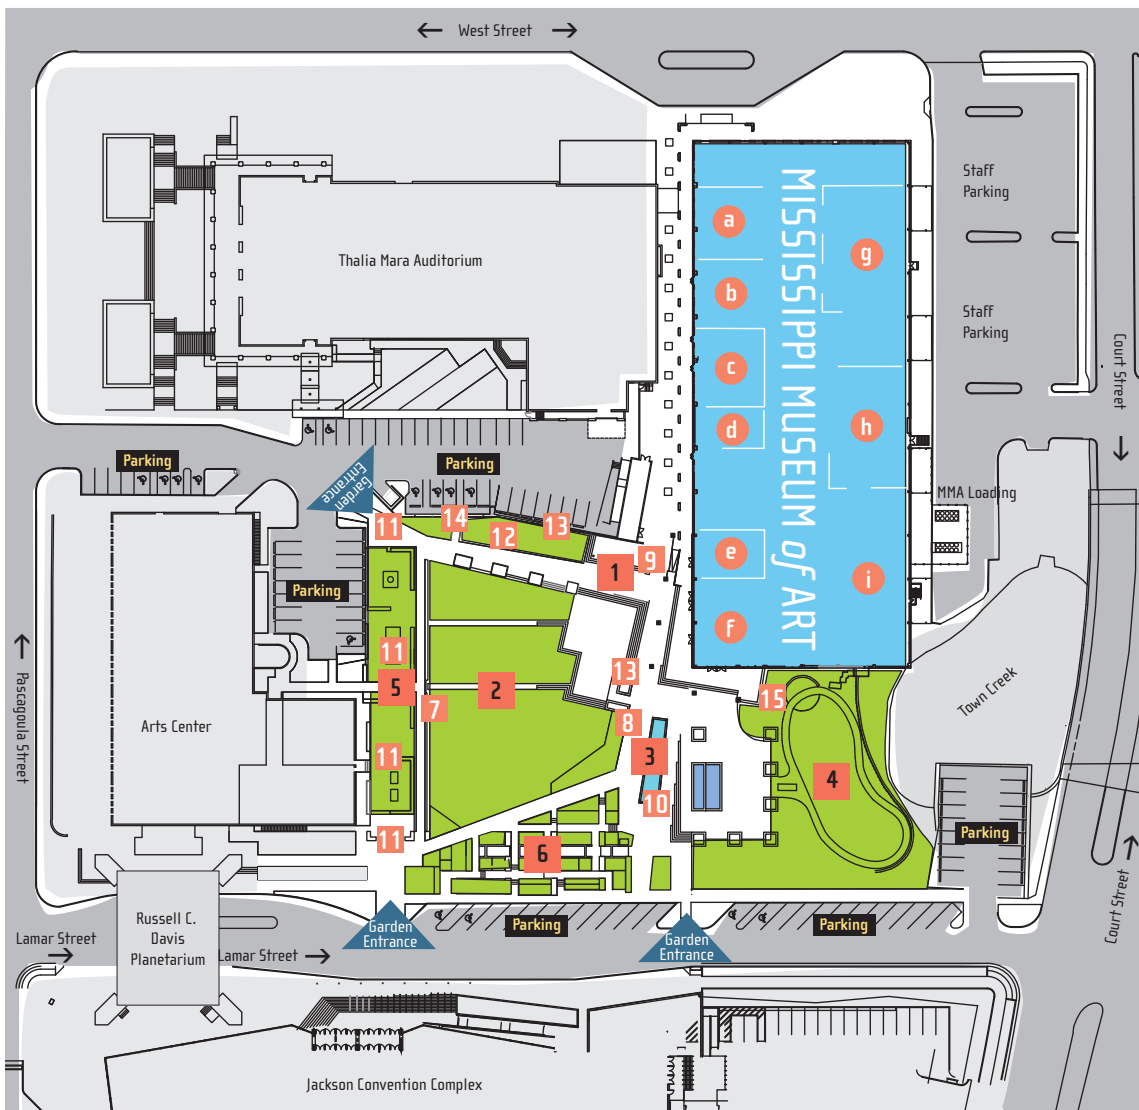 ← West Street →
Staff
Parking
MISSISSIPPI MUSEUM of ART
a
g
Thalia Mara Auditorium
b
Staff
Parking
c
Court Street →
d
h
Parking
Parking
Garden
Entrance
MMA Loading
14
11
13
12
9
e
1
i
Parking
f
11
13
5
2
15
7
8
Town Creek
Pascagoula Street →
Arts Center
3
11
4
10
11
6
Parking
Russell C.
Davis
Planetarium
Garden
Entrance
Parking
Garden
Entrance
Parking
Court Street →
Lamar Street
→
Lamar Street →
Jackson Convention Complex